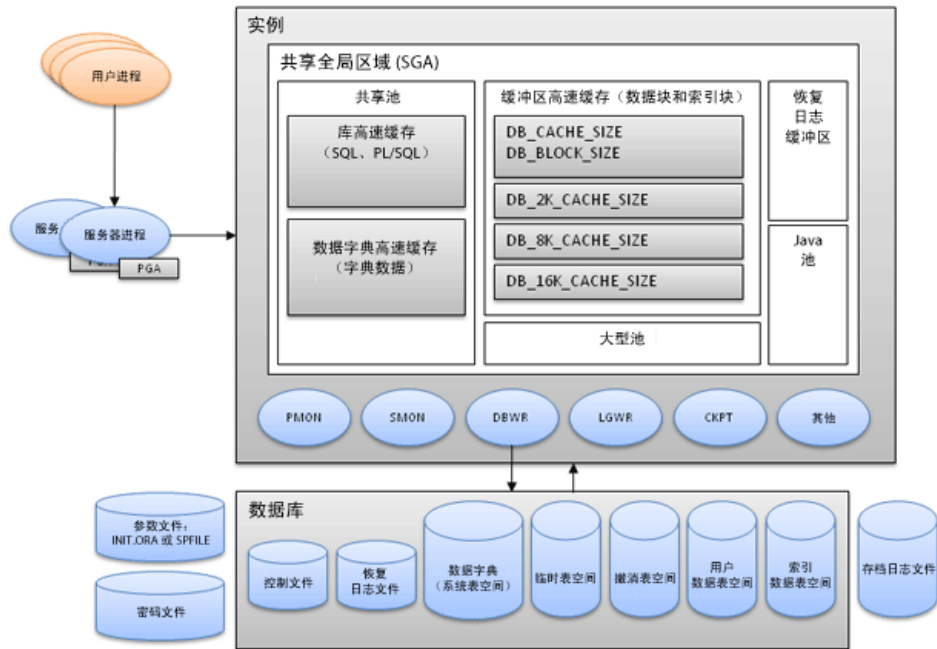 实例
共享全局区域 (SGA)
用户进程
共享池
库高速缓存
(SQL、PL/SQL)
数据字典高速缓存
(字典数据)
缓冲区高速缓存 (数据块和索引块)
DB_CACHE_SIZE
DB_BLOCK_SIZE
DB_2K_CACHE_SIZE
DB_8K_CACHE_SIZE
DB_16K_CACHE_SIZE
大型池
恢复
日志
缓冲区
Java
池
服务
服务器进程
PGA
PMON
SMON
DBWR
LGWR
CKPT
其他
数据库
参数文件:
INIT.ORA 或 SPFILE
密码文件
控制文件
恢复
日志文件
数据字典
(系统表空间)
临时表空间
撤消表空间
用户
数据表空间
索引
数据表空间
存档日志文件